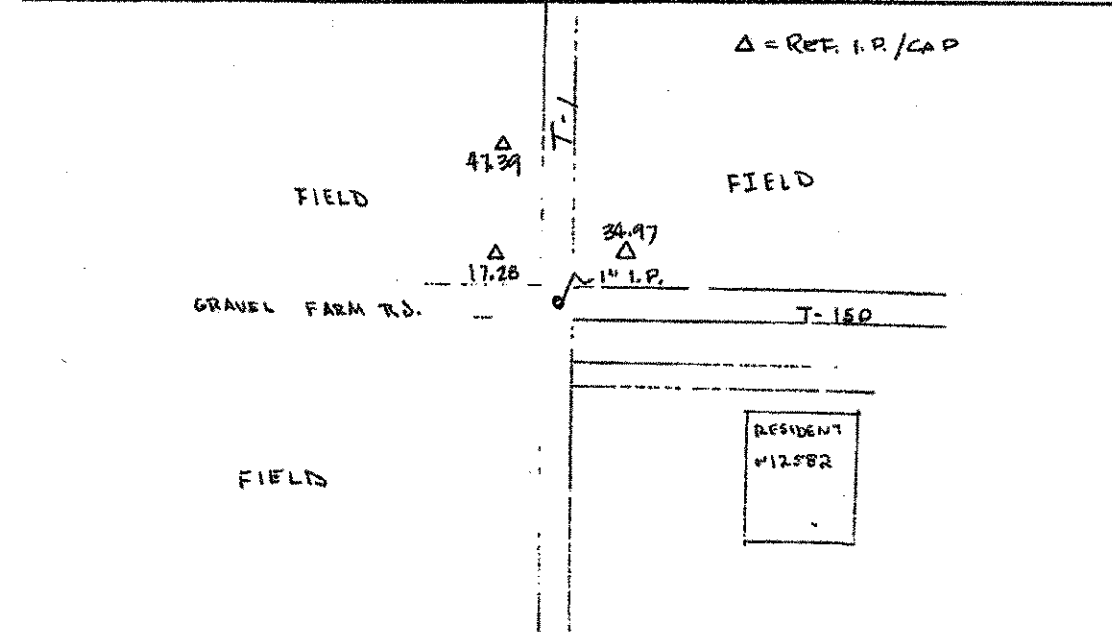 Δ = REF. I.P./CAP
T-1
Δ
47.39
FIELD
FIELD
34.97
Δ
Δ
17.28
1" I.P.
GRAVEL FARM RD.
T-150
RESIDENT
#12582
FIELD